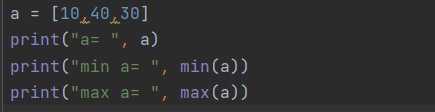 a = [10,40,30]
print("a= ", a)
print("min a= ", min(a))
print("max a= ", max(a))